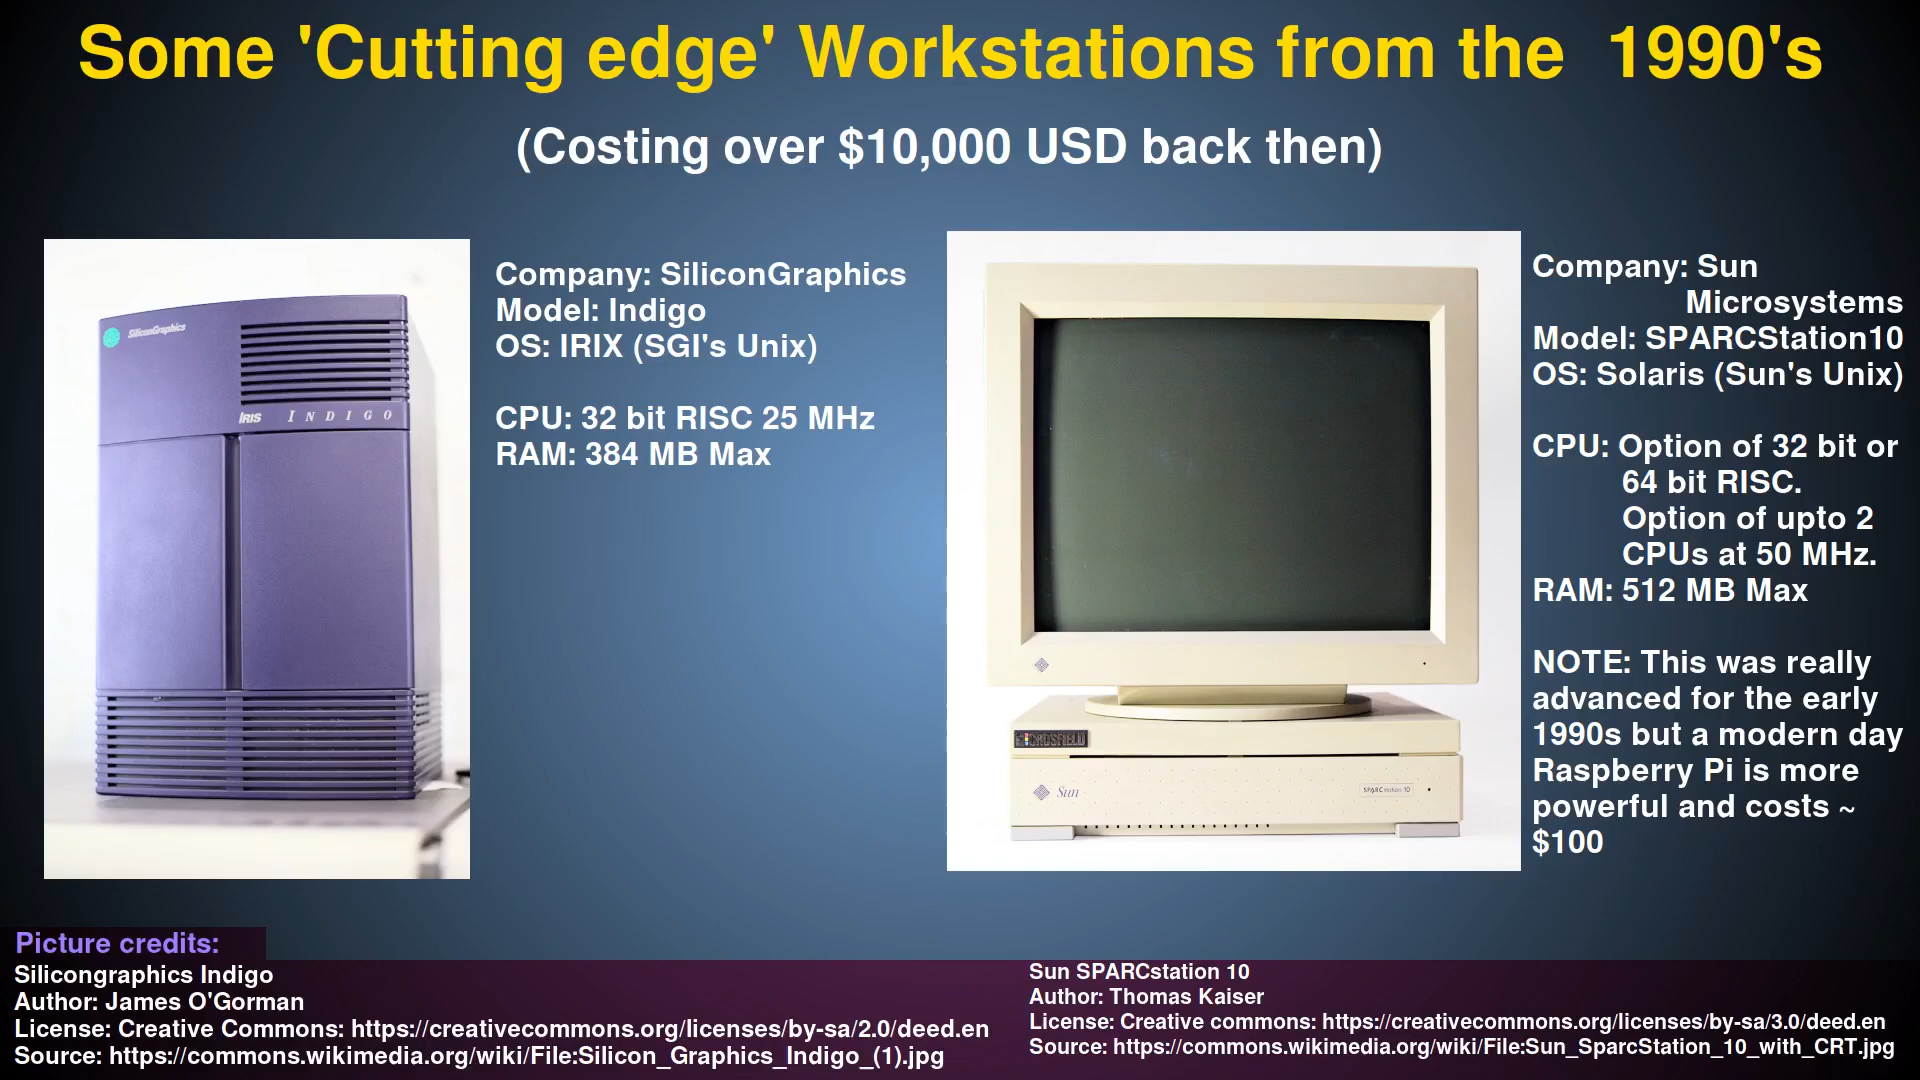 Some 'Cutting edge' Workstations from the 1990's
(Costing over $10,000 USD back then)
SiliconGraphics
IRIS INDIGO
Company: SiliconGraphics
Model: Indigo
OS: IRIX (SGI's Unix)
CPU: 32 bit RISC 25 MHz
RAM: 384 MB Max
Sun
SPARCstation 10
Company: Sun
Microsystems
Model: SPARCStation10
OS: Solaris (Sun's Unix)
CPU: Option of 32 bit or
64 bit RISC.
Option of upto 2
CPUs at 50 MHz.
RAM: 512 MB Max
NOTE: This was really
advanced for the early
1990s but a modern day
Raspberry Pi is more
powerful and costs ~
$100
Picture credits:
Silicongraphics Indigo
Author: James O'Gorman
License: Creative Commons: https://creativecommons.org/licenses/by-sa/2.0/deed.en
Source: https://commons.wikimedia.org/wiki/File:Silicon_Graphics_Indigo_(1).jpg
Sun SPARCstation 10
Author: Thomas Kaiser
License: Creative commons: https://creativecommons.org/licenses/by-sa/3.0/deed.en
Source: https://commons.wikimedia.org/wiki/File:Sun_SparcStation_10_with_CRT.jpg